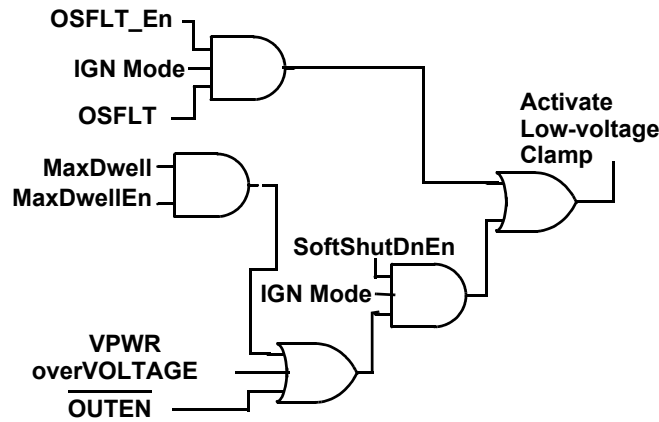 OSFLT_En
IGN Mode
OSFLT
Activate
Low-voltage
Clamp
MaxDwell
MaxDwellEn
SoftShutDnEn
IGN Mode
VPWR
overVOLTAGE
OUTEN